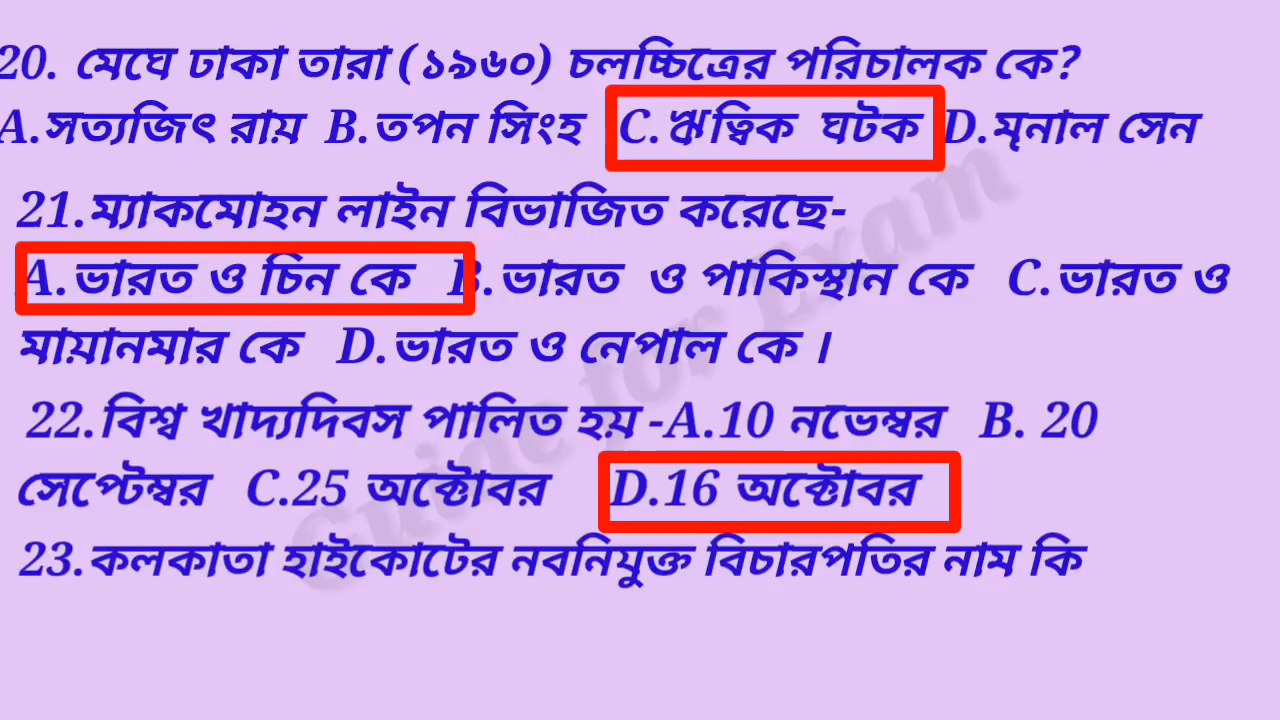 20. মেঘে ঢাকা তারা (১৯৬০) চলচ্চিত্রের পরিচালক কে?
A.সত্যজিৎ রায় B.তপন সিংহ C.ঋত্বিক ঘটক D.মৃনাল সেন
21.ম্যাকমোহন লাইন বিভাজিত করেছে-
A.ভারত ও চিন কে B.ভারত ও পাকিস্থান কে C.ভারত ও
মায়ানমার কে D.ভারত ও নেপাল কে ।
22.বিশ্ব খাদ্যদিবস পালিত হয় -A.10 নভেম্বর B. 20
সেপ্টেম্বর C.25 অক্টোবর D.16 অক্টোবর
23.কলকাতা হাইকোটের নবনিযুক্ত বিচারপতির নাম কি
Guide for Exam